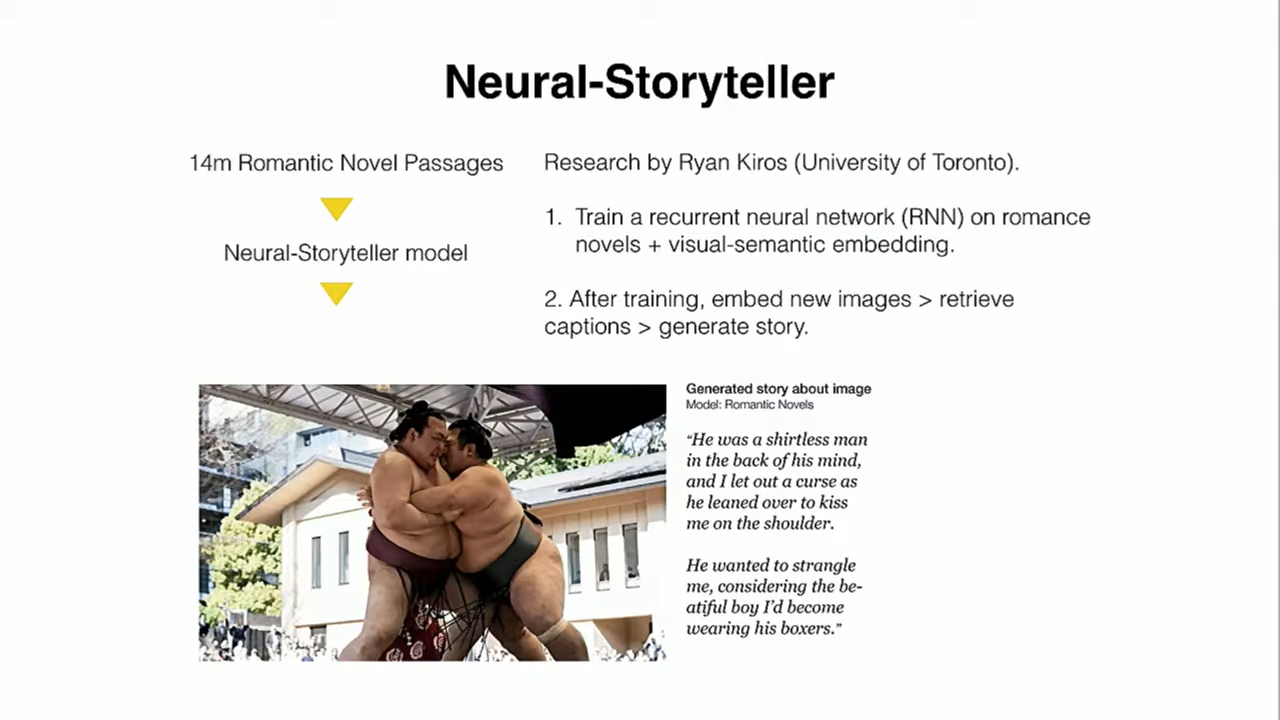 Neural-Storyteller
14m Romantic Novel Passages
Neural-Storyteller model
Research by Ryan Kiros (University of Toronto).
1. Train a recurrent neural network (RNN) on romance
novels + visual-semantic embedding.
2. After training, embed new images > retrieve
captions > generate story.
Generated story about image
Model: Romantic Novels
“He was a shirtless man
in the back of his mind,
and I let out a curse as
he leaned over to kiss
me on the shoulder.
He wanted to strangle
me, considering the be-
atiful boy I’d become
wearing his boxers.”